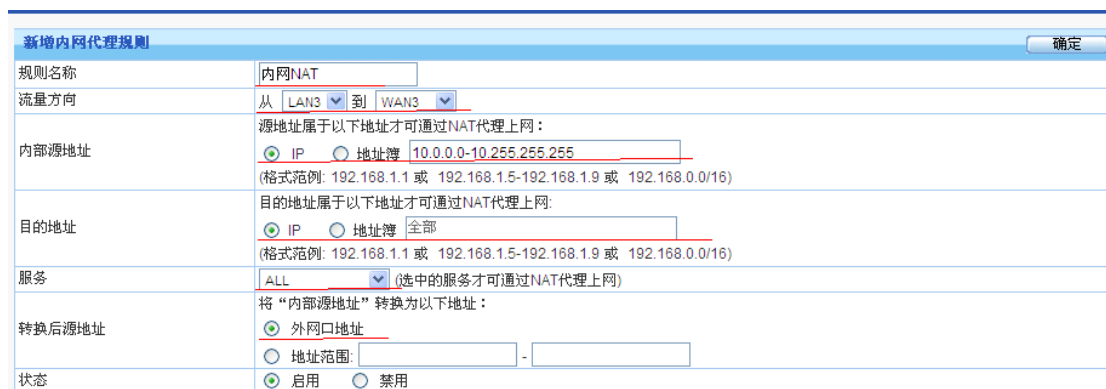 新增内网代理规则 确定
规则名称 内网NAT
流量方向 从 LAN3 到 WAN3
源地址属于以下地址才可通过NAT代理上网：
内部源地址 IP 地址簿 10.0.0.0-10.255.255.255
(格式范例: 192.168.1.1 或 192.168.1.5-192.168.1.9 或 192.168.0.0/16)
目的地址属于以下地址才可通过NAT代理上网:
目的地址 IP 地址簿 全部
(格式范例: 192.168.1.1 或 192.168.1.5-192.168.1.9 或 192.168.0.0/16)
服务 ALL (选中的服务才可通过NAT代理上网)
将“内部源地址”转换为以下地址：
转换后源地址 外网口地址
地址范围: -
状态 启用 禁用